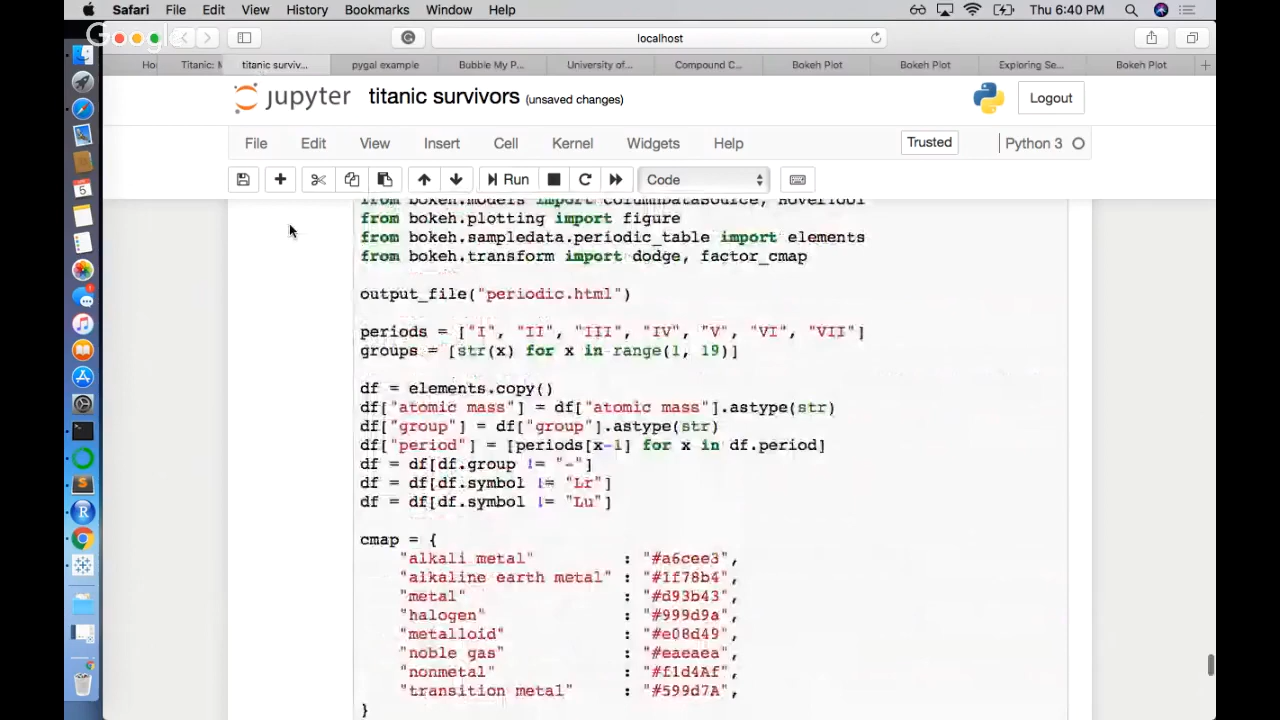 Safari File Edit View History Bookmarks Window Help Thu 6:40 PM
localhost
Titanic: titanic surviv... pygal example Bubble My P... University of... Compound C... Bokeh Plot Bokeh Plot Exploring Se... Bokeh Plot
jupyter titanic survivors (unsaved changes) Logout
File Edit View Insert Cell Kernel Widgets Help Trusted Python 3
Run Code
from bokeh.models import ColumnDataSource, HoverTool
from bokeh.plotting import figure
from bokeh.sampledata.periodic_table import elements
from bokeh.transform import dodge, factor_cmap
output_file("periodic.html")
periods = ["I", "II", "III", "IV", "V", "VI", "VII"]
groups = [str(x) for x in range(1, 19)]
df = elements.copy()
df["atomic mass"] = df["atomic mass"].astype(str)
df["group"] = df["group"].astype(str)
df["period"] = [periods[x-1] for x in df.period]
df = df[df.group != "-"]
df = df[df.symbol != "Lr"]
df = df[df.symbol != "Lu"]
cmap = {
"alkali metal" : "#a6cee3",
"alkaline earth metal" : "#1f78b4",
"metal" : "#d93b43",
"halogen" : "#999d9a",
"metalloid" : "#e08d49",
"noble gas" : "#eaeaea",
"nonmetal" : "#f1d4Af",
"transition metal" : "#599d7A",
}